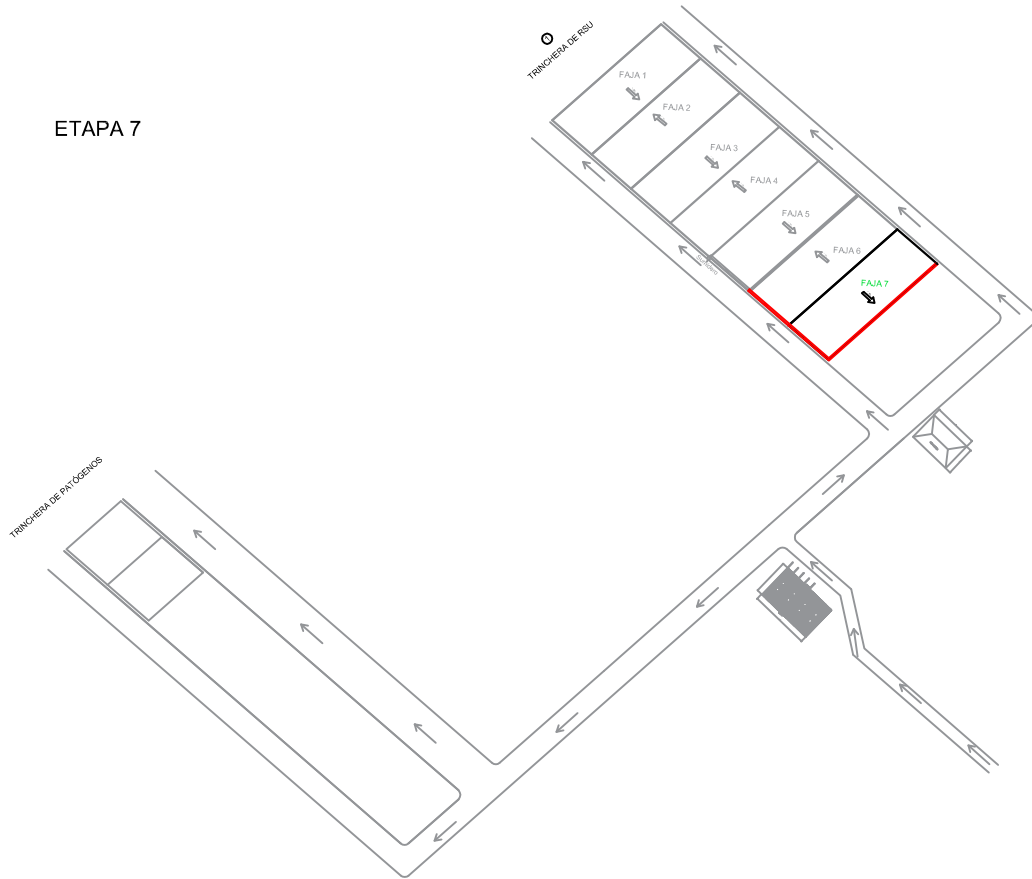 TRINCHERA DE RSU
ETAPA 7
FAJA 1
FAJA 2
FAJA 3
FAJA 4
FAJA 5
FAJA 6
FAJA 7
TRINCHERA DE PATÓGENOS